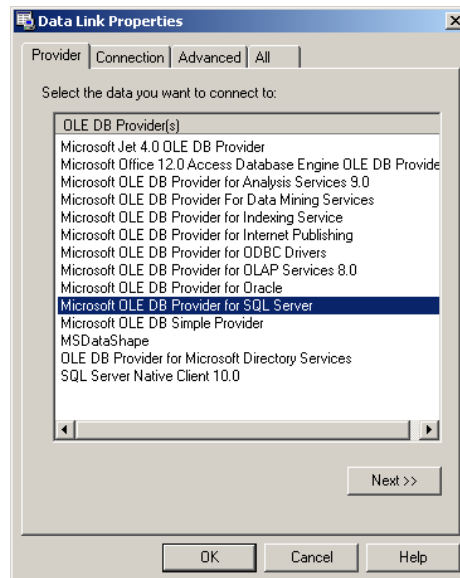 Data Link Properties
Provider Connection Advanced All
Select the data you want to connect to:
OLE DB Provider(s)
Microsoft Jet 4.0 OLE DB Provider
Microsoft Office 12.0 Access Database Engine OLE DB Provide
Microsoft OLE DB Provider for Analysis Services 9.0
Microsoft OLE DB Provider For Data Mining Services
Microsoft OLE DB Provider for Indexing Service
Microsoft OLE DB Provider for Internet Publishing
Microsoft OLE DB Provider for ODBC Drivers
Microsoft OLE DB Provider for OLAP Services 8.0
Microsoft OLE DB Provider for Oracle
Microsoft OLE DB Provider for SQL Server
Microsoft OLE DB Simple Provider
MSDataShape
OLE DB Provider for Microsoft Directory Services
SQL Server Native Client 10.0
Next >>
OK Cancel Help